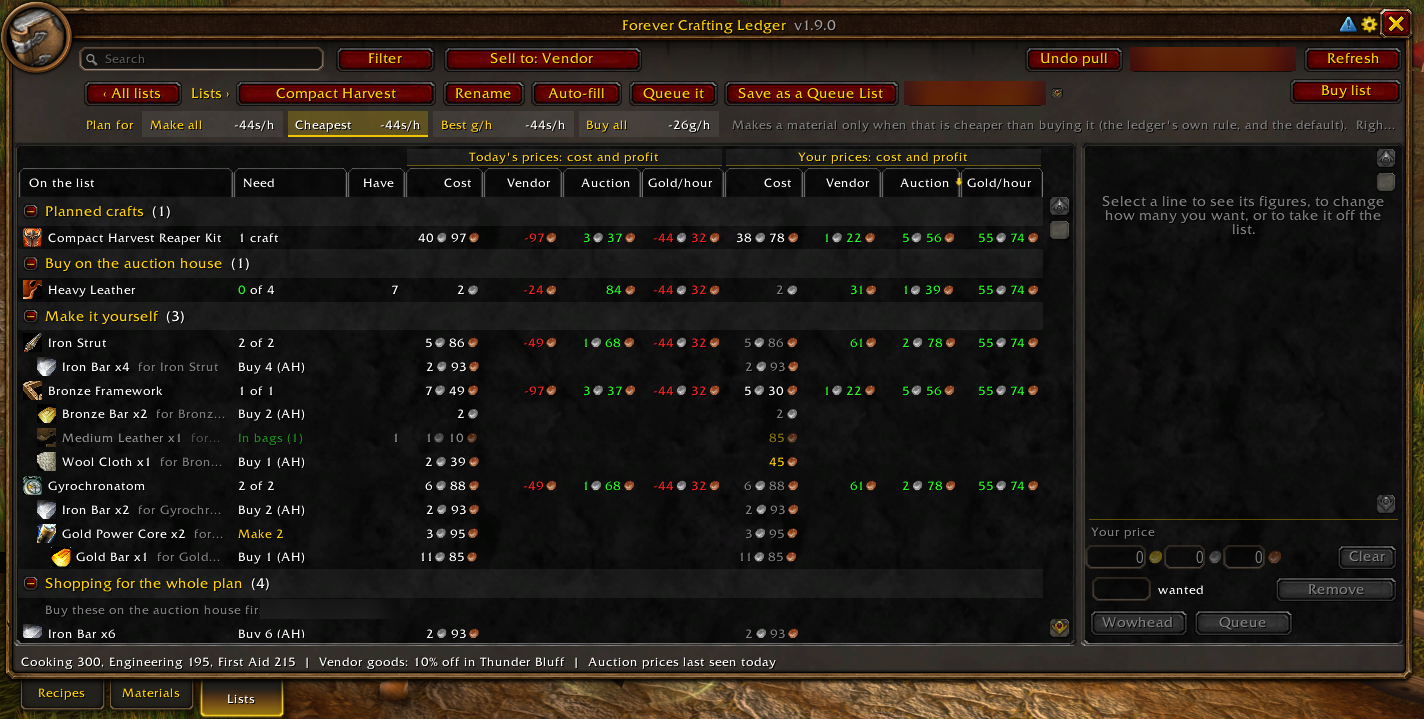 Forever Crafting Ledger v1.9.0
Search Filter Sell to: Vendor Undo pull Refresh
‹ All lists Lists › Compact Harvest Rename Auto-fill Queue it Save as a Queue List Buy list
Plan for Make all -44s/h Cheapest -44s/h Best g/h -44s/h Buy all -26g/h Makes a material only when that is cheaper than buying it (the ledger's own rule, and the default). Righ...
Today's prices: cost and profit Your prices: cost and profit
On the list Need Have Cost Vendor Auction Gold/hour Cost Vendor Auction Gold/hour
Planned crafts (1)
Compact Harvest Reaper Kit 1 craft 40 97 -97 3 37 -44 32 38 78 1 22 5 56 55 74
Buy on the auction house (1)
Heavy Leather 0 of 4 7 2 -24 84 -44 32 2 31 1 39 55 74
Make it yourself (3)
Iron Strut 2 of 2 5 86 -49 1 68 -44 32 5 86 61 2 78 55 74
Iron Bar x4 for Iron Strut Buy 4 (AH) 2 93 2 93
Bronze Framework 1 of 1 7 49 -97 3 37 -44 32 5 30 1 22 5 56 55 74
Bronze Bar x2 for Bronz... Buy 2 (AH) 2 2
Medium Leather x1 for... In bags (1) 1 1 10 85
Wool Cloth x1 for Bron... Buy 1 (AH) 2 39 45
Gyrochronatom 2 of 2 6 88 -49 1 68 -44 32 6 88 61 2 78 55 74
Iron Bar x2 for Gyrochr... Buy 2 (AH) 2 93 2 93
Gold Power Core x2 for... Make 2 3 95 3 95
Gold Bar x1 for Gold... Buy 1 (AH) 11 85 11 85
Shopping for the whole plan (4)
Buy these on the auction house fir
Iron Bar x6 Buy 6 (AH) 2 93 2 93
Select a line to see its figures, to change
how many you want, or to take it off the
list.
Your price
0 0 0 Clear
wanted Remove
Wowhead Queue
Cooking 300, Engineering 195, First Aid 215 | Vendor goods: 10% off in Thunder Bluff | Auction prices last seen today
Recipes Materials Lists